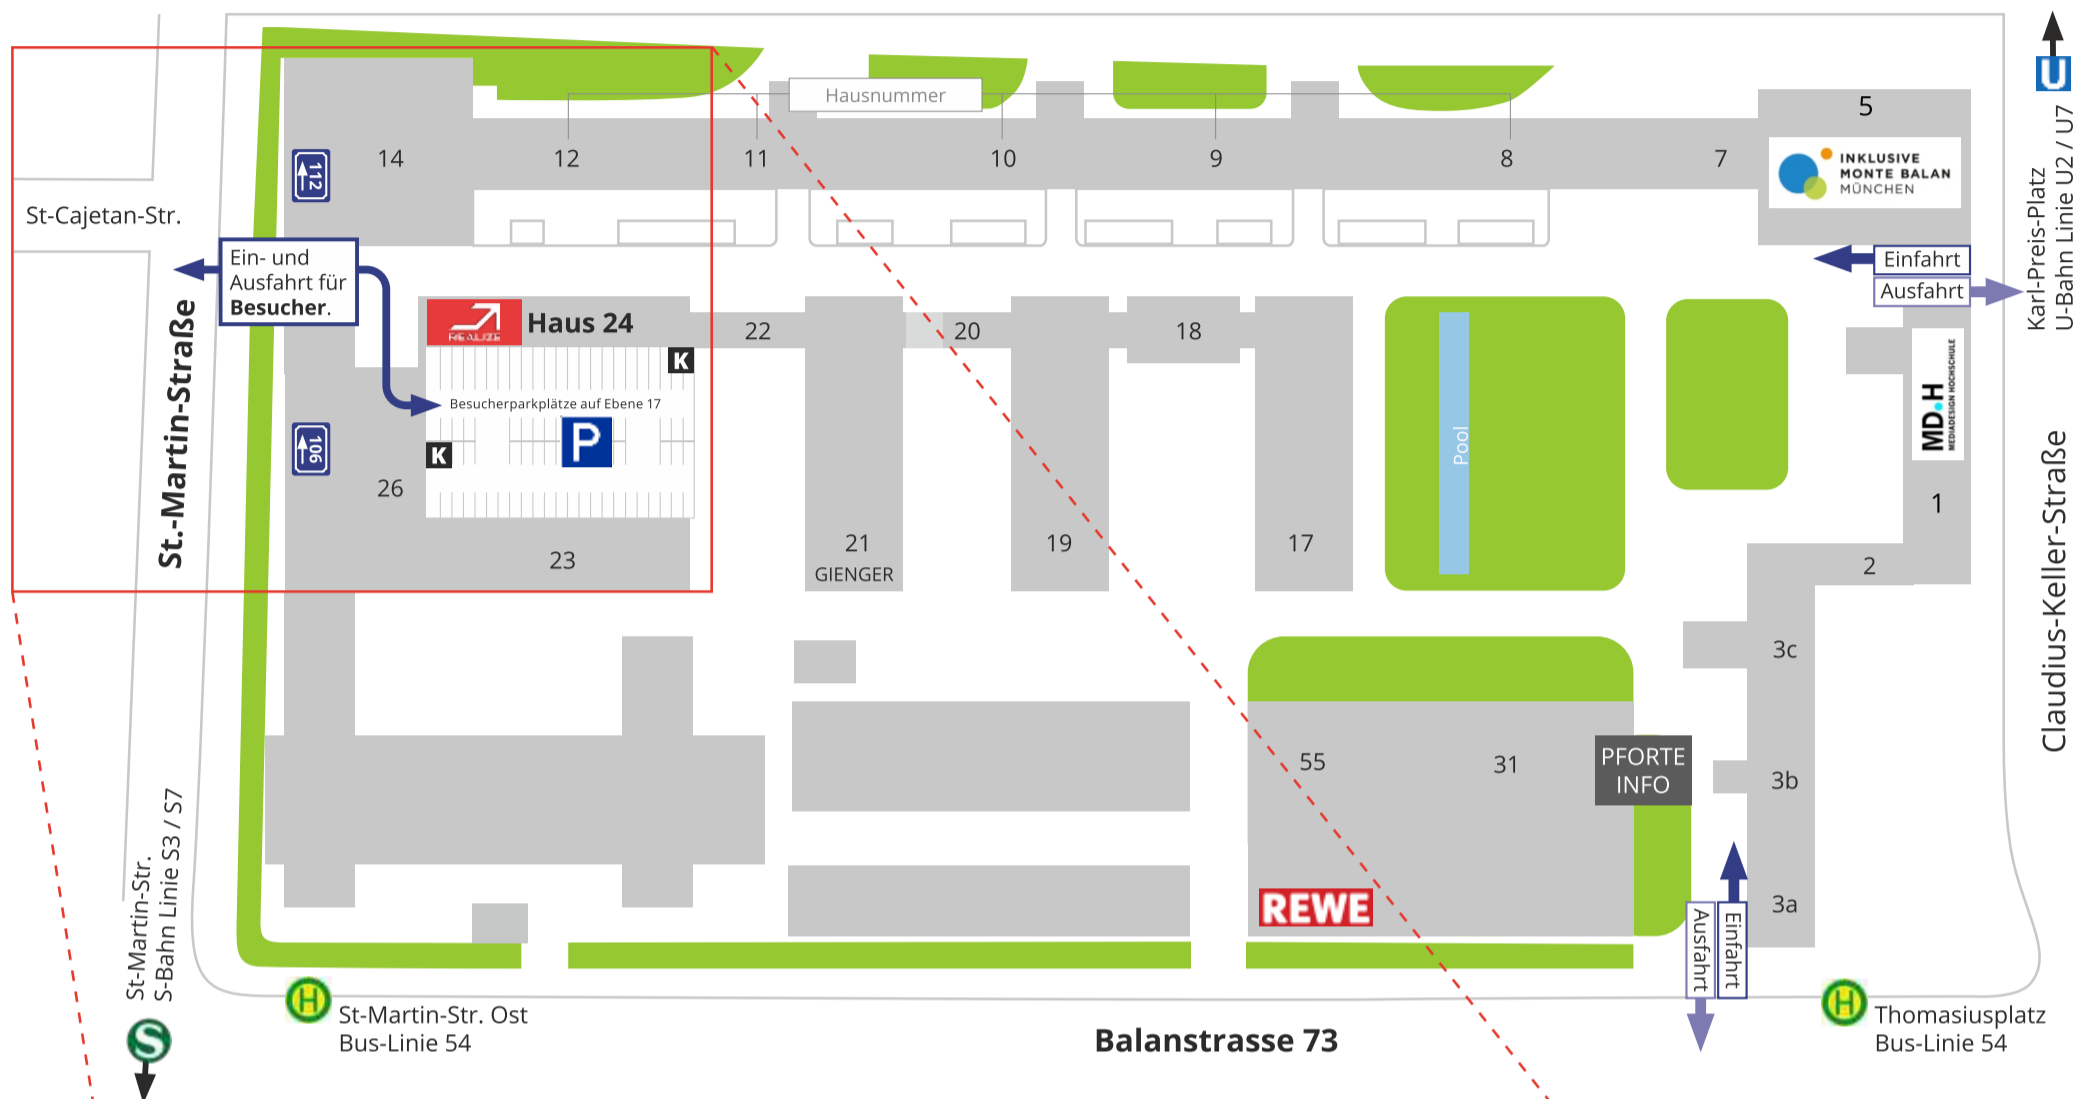 Hausnummer
5
INKLUSIVE
MONTE BALAN
MÜNCHEN
14
12
11
10
9
8
7
112
U
Karl-Preis-Platz
U-Bahn Linie U2 / U7
St-Cajetan-Str.
Ein- und
Ausfahrt für
Besucher.
Einfahrt
Ausfahrt
REALIZE
Haus 24
22
20
18
K
Besucherparkplätze auf Ebene 17
P
K
106
26
23
21
GIENGER
19
17
Pool
MD.H
MEDIADESIGN HOCHSCHULE
1
2
St.-Martin-Straße
Claudius-Keller-Straße
3c
55
31
PFORTE
INFO
3b
3a
REWE
Ausfahrt
Einfahrt
St-Martin-Str.
S-Bahn Linie S3 / S7
S
H
St-Martin-Str. Ost
Bus-Linie 54
Balanstrasse 73
H
Thomasiusplatz
Bus-Linie 54